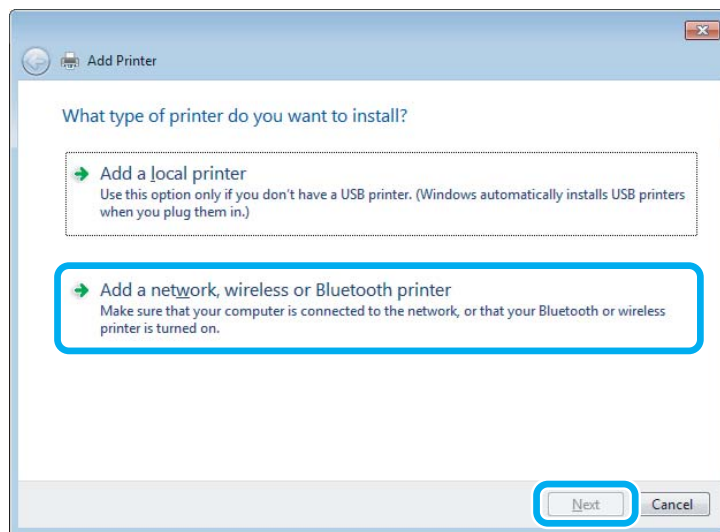 Add Printer
What type of printer do you want to install?
Add a local printer
Use this option only if you don't have a USB printer. (Windows automatically installs USB printers
when you plug them in.)
Add a network, wireless or Bluetooth printer
Make sure that your computer is connected to the network, or that your Bluetooth or wireless
printer is turned on.
Next Cancel